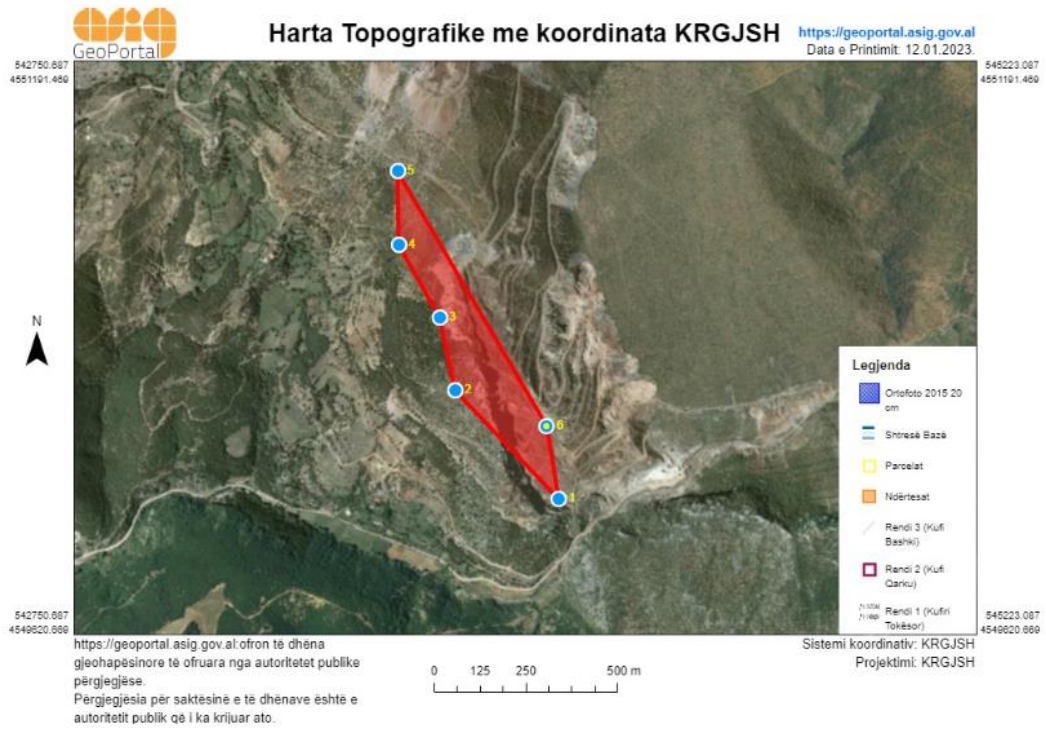 asig
GeoPortal
Harta Topografike me koordinata KRGJSH
https://geoportal.asig.gov.al
Data e Printimit: 12.01.2023.
542750.687
4551191.469
545223.087
4551191.469
5
4
3
2
6
1
N
Legjenda
Ortofoto 2015 20
cm
Shtresë Bazë
Parcelat
Ndërtesat
Rendi 3 (Kufi
Bashki)
Rendi 2 (Kufi
Qarku)
Rendi 1 (Kufiri
Tokësor)
542750.687
4549620.669
545223.087
4549620.669
https://geoportal.asig.gov.al:ofron të dhëna
gjeohapësinore të ofruara nga autoritetet publike
përgjegjëse.
Përgjegjësia për saktësinë e të dhënave është e
autoritetit publik që i ka krijuar ato.
0 125 250 500 m
Sistemi koordinativ: KRGJSH
Projektimi: KRGJSH